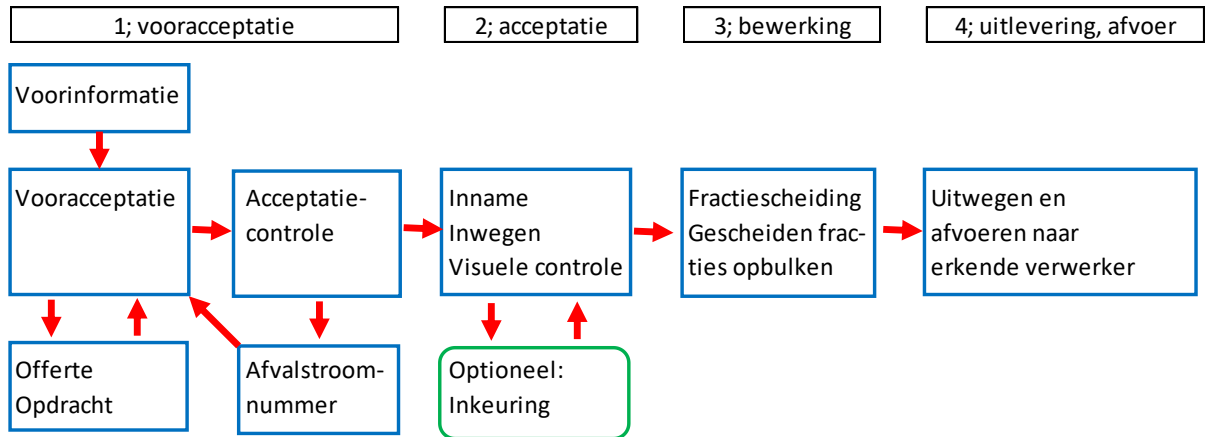 1; vooracceptatie
2; acceptatie
3; bewerking
4; uitlevering, afvoer
Voorinformatie
Vooracceptatie
Acceptatie-
controle
Inname
Inwegen
Visuele controle
Fractiescheiding
Gescheiden frac-
ties opbulken
Uitwegen en
afvoeren naar
erkende verwerker
Offerte
Opdracht
Afvalstroom-
nummer
Optioneel:
Inkeuring